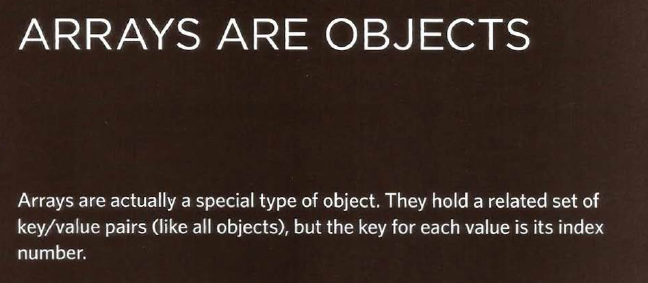 ARRAYS ARE OBJECTS
Arrays are actually a special type of object. They hold a related set of
key/value pairs (like all objects), but the key for each value is its index
number.